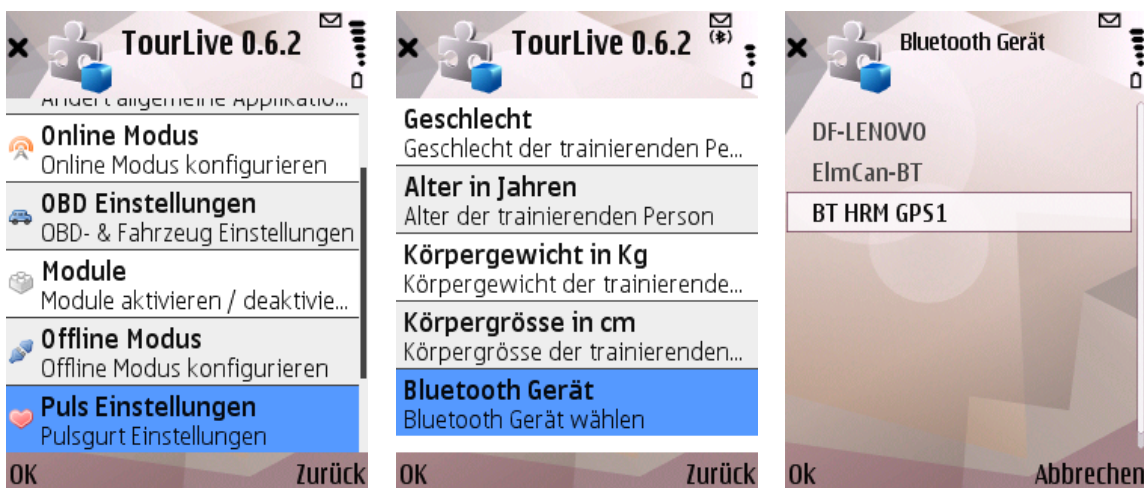 TourLive 0.6.2
Ändert allgemeine Applikatio...
Online Modus
Online Modus konfigurieren
OBD Einstellungen
OBD- & Fahrzeug Einstellungen
Module
Module aktivieren / deaktivie...
Offline Modus
Offline Modus konfigurieren
Puls Einstellungen
Pulsgurt Einstellungen
OK
Zurück
TourLive 0.6.2
Geschlecht
Geschlecht der trainierenden Pe...
Alter in Jahren
Alter der trainierenden Person
Körpergewicht in Kg
Körpergewicht der trainierende...
Körpergrösse in cm
Körpergrösse der trainierenden...
Bluetooth Gerät
Bluetooth Gerät wählen
OK
Zurück
Bluetooth Gerät
DF-LENOVO
ElmCan-BT
BT HRM GPS1
Ok
Abbrechen